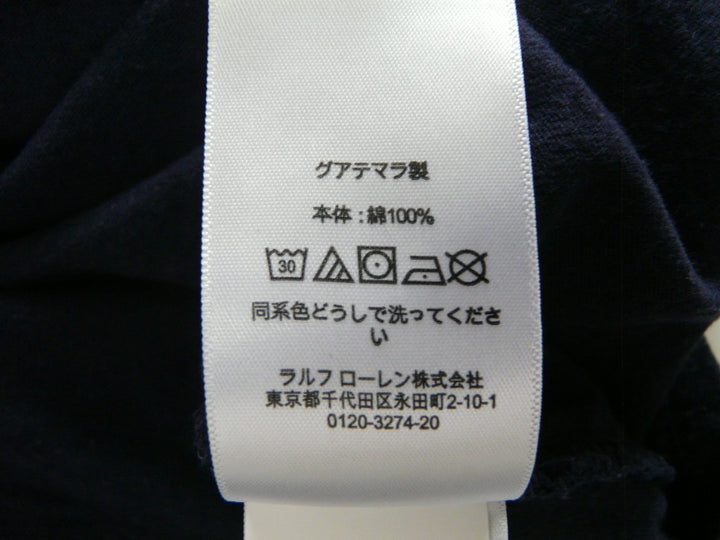 グアテマラ製
本体 : 綿100%
30
同系色どうしで洗ってくださ
い
ラルフ ローレン株式会社
東京都千代田区永田町2-10-1
0120-3274-20